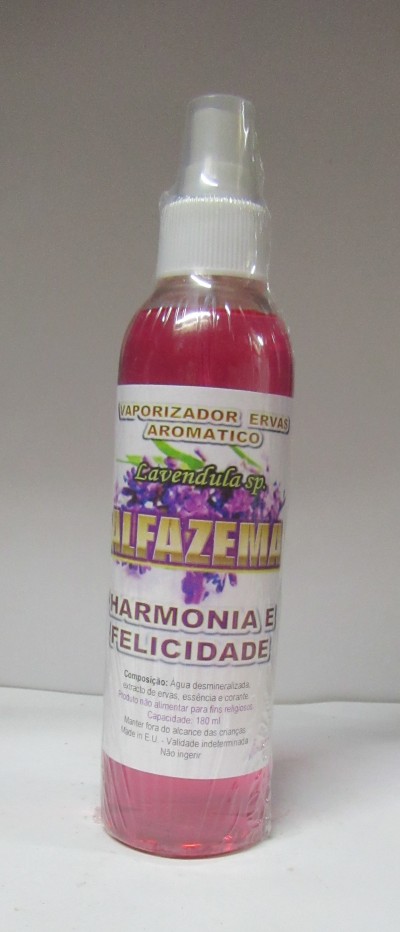 VAPORIZADOR ERVAS
AROMATICO
Lavendula sp.
ALFAZEMA
HARMONIA E
FELICIDADE
Composição: Água desmineralizada,
extracto de ervas, essência e corante.
Produto não alimentar para fins religiosos.
Capacidade: 180 ml.
Manter fora do alcance das crianças
Made in E.U. - Validade indeterminada
Não ingerir